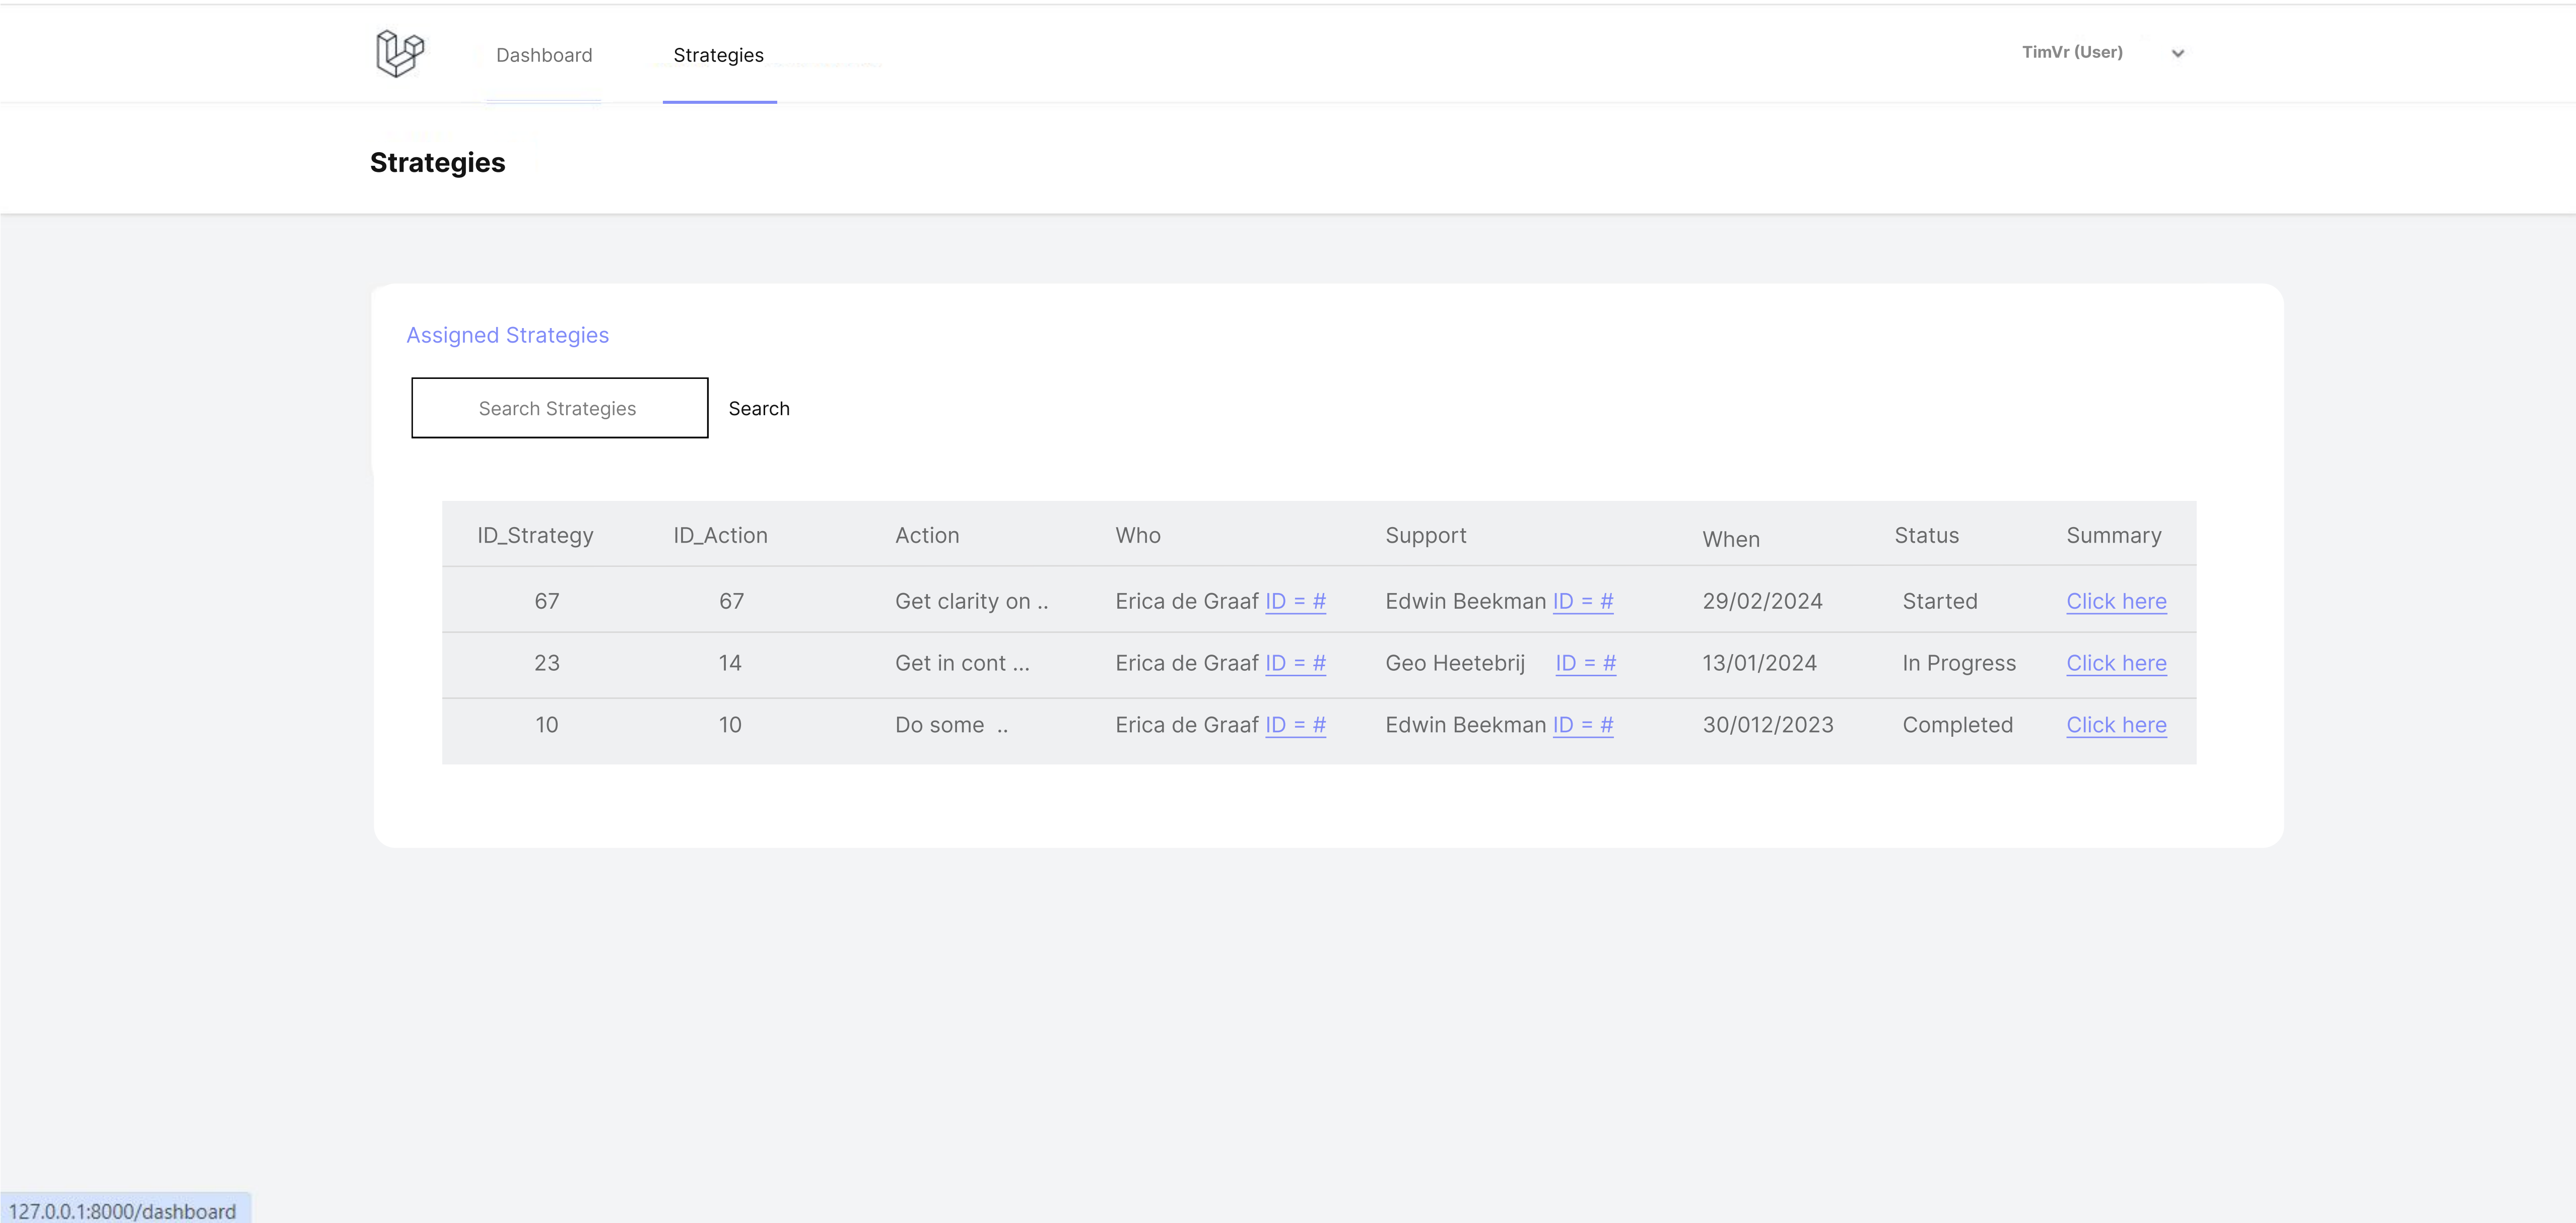 Dashboard Strategies TimVr (User)
Strategies
Assigned Strategies
Search Strategies Search
ID_Strategy ID_Action Action Who Support When Status Summary
67 67 Get clarity on .. Erica de Graaf ID = # Edwin Beekman ID = # 29/02/2024 Started Click here
23 14 Get in cont ... Erica de Graaf ID = # Geo Heetebrij ID = # 13/01/2024 In Progress Click here
10 10 Do some .. Erica de Graaf ID = # Edwin Beekman ID = # 30/012/2023 Completed Click here
127.0.0.1:8000/dashboard